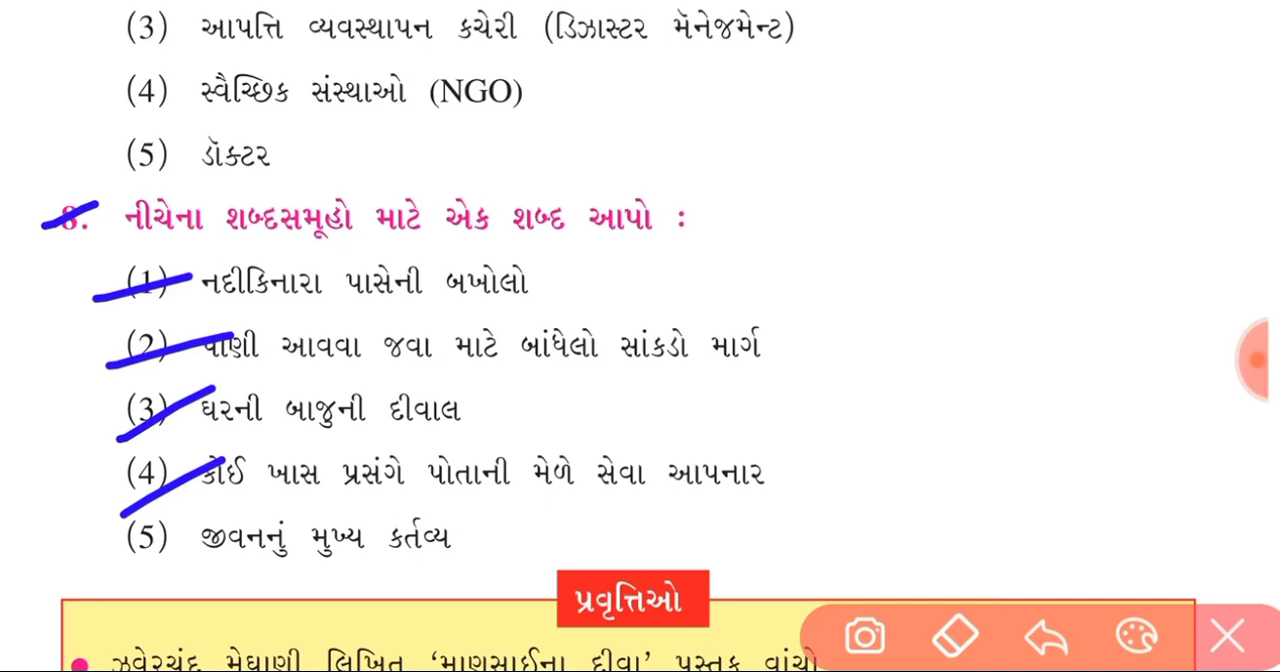 (3) આપત્તિ વ્યવસ્થાપન કચેરી (ડિઝાસ્ટર મૅનેજમેન્ટ)
(4) સ્વૈચ્છિક સંસ્થાઓ (NGO)
(5) ડૉક્ટર
8. નીચેના શબ્દસમૂહો માટે એક શબ્દ આપો :
(1) નદીકિનારા પાસેની બખોલો
(2) પાણી આવવા જવા માટે બાંધેલો સાંકડો માર્ગ
(3) ઘરની બાજુની દીવાલ
(4) કોઈ ખાસ પ્રસંગે પોતાની મેળે સેવા આપનાર
(5) જીવનનું મુખ્ય કર્તવ્ય
પ્રવૃત્તિઓ
• ઝવેરચંદ મેઘાણી લિખિત ‘માણસાઈના દીવા’ પુસ્તક વાંચો